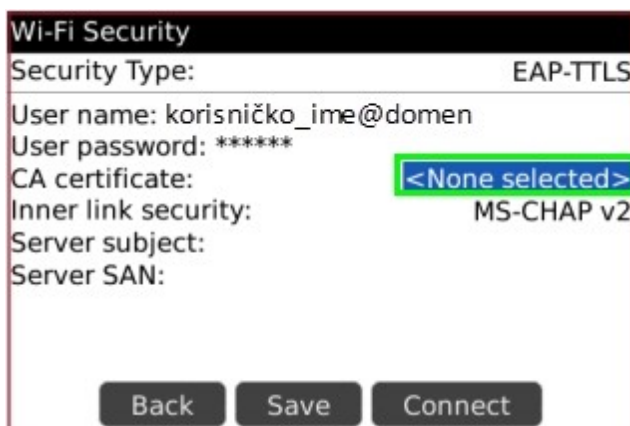 Wi-Fi Security
Security Type: EAP-TTLS
User name: korisničko_ime@domen
User password: ******
CA certificate: <None selected>
Inner link security: MS-CHAP v2
Server subject:
Server SAN:
Back Save Connect